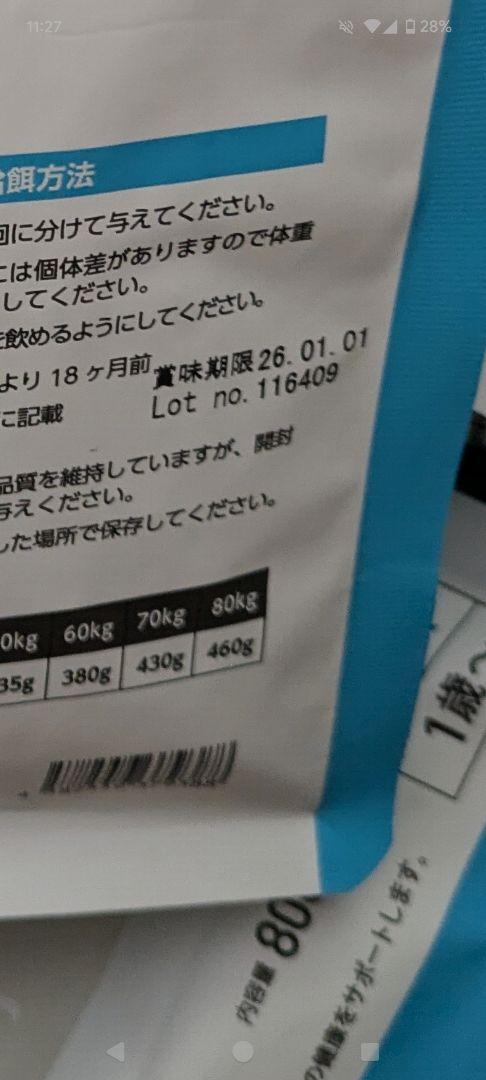 11:27
28%
給餌方法
回に分けて与えてください。
には個体差がありますので体重
してください。
を飲めるようにしてください。
より 18 ヶ月前
賞味期限26.01.01
に記載
Lot no.116409
品質を維持していますが、開封
与えください。
した場所で保存してください。
0kg 60kg 70kg 80kg
35g 380g 430g 460g
1歳〜
内容量 80
の健康をサポートします。